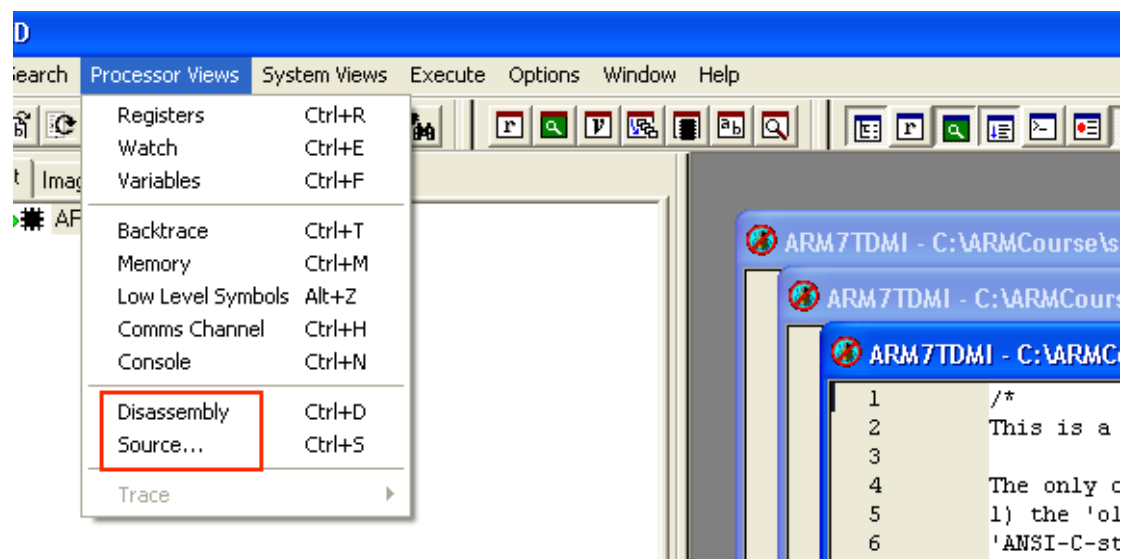 D
Search Processor Views System Views Execute Options Window Help
Registers Ctrl+R
Watch Ctrl+E
Variables Ctrl+F
Backtrace Ctrl+T
Memory Ctrl+M
Low Level Symbols Alt+Z
Comms Channel Ctrl+H
Console Ctrl+N
Disassembly Ctrl+D
Source... Ctrl+S
Trace
t Imag
AR
ARM7TDMI - C:\ARMCourse\s
ARM7TDMI - C:\ARMCours
ARM7TDMI - C:\ARMC
1 /*
2 This is a
3
4 The only
5 1) the 'ol
6 'ANSI-C-st